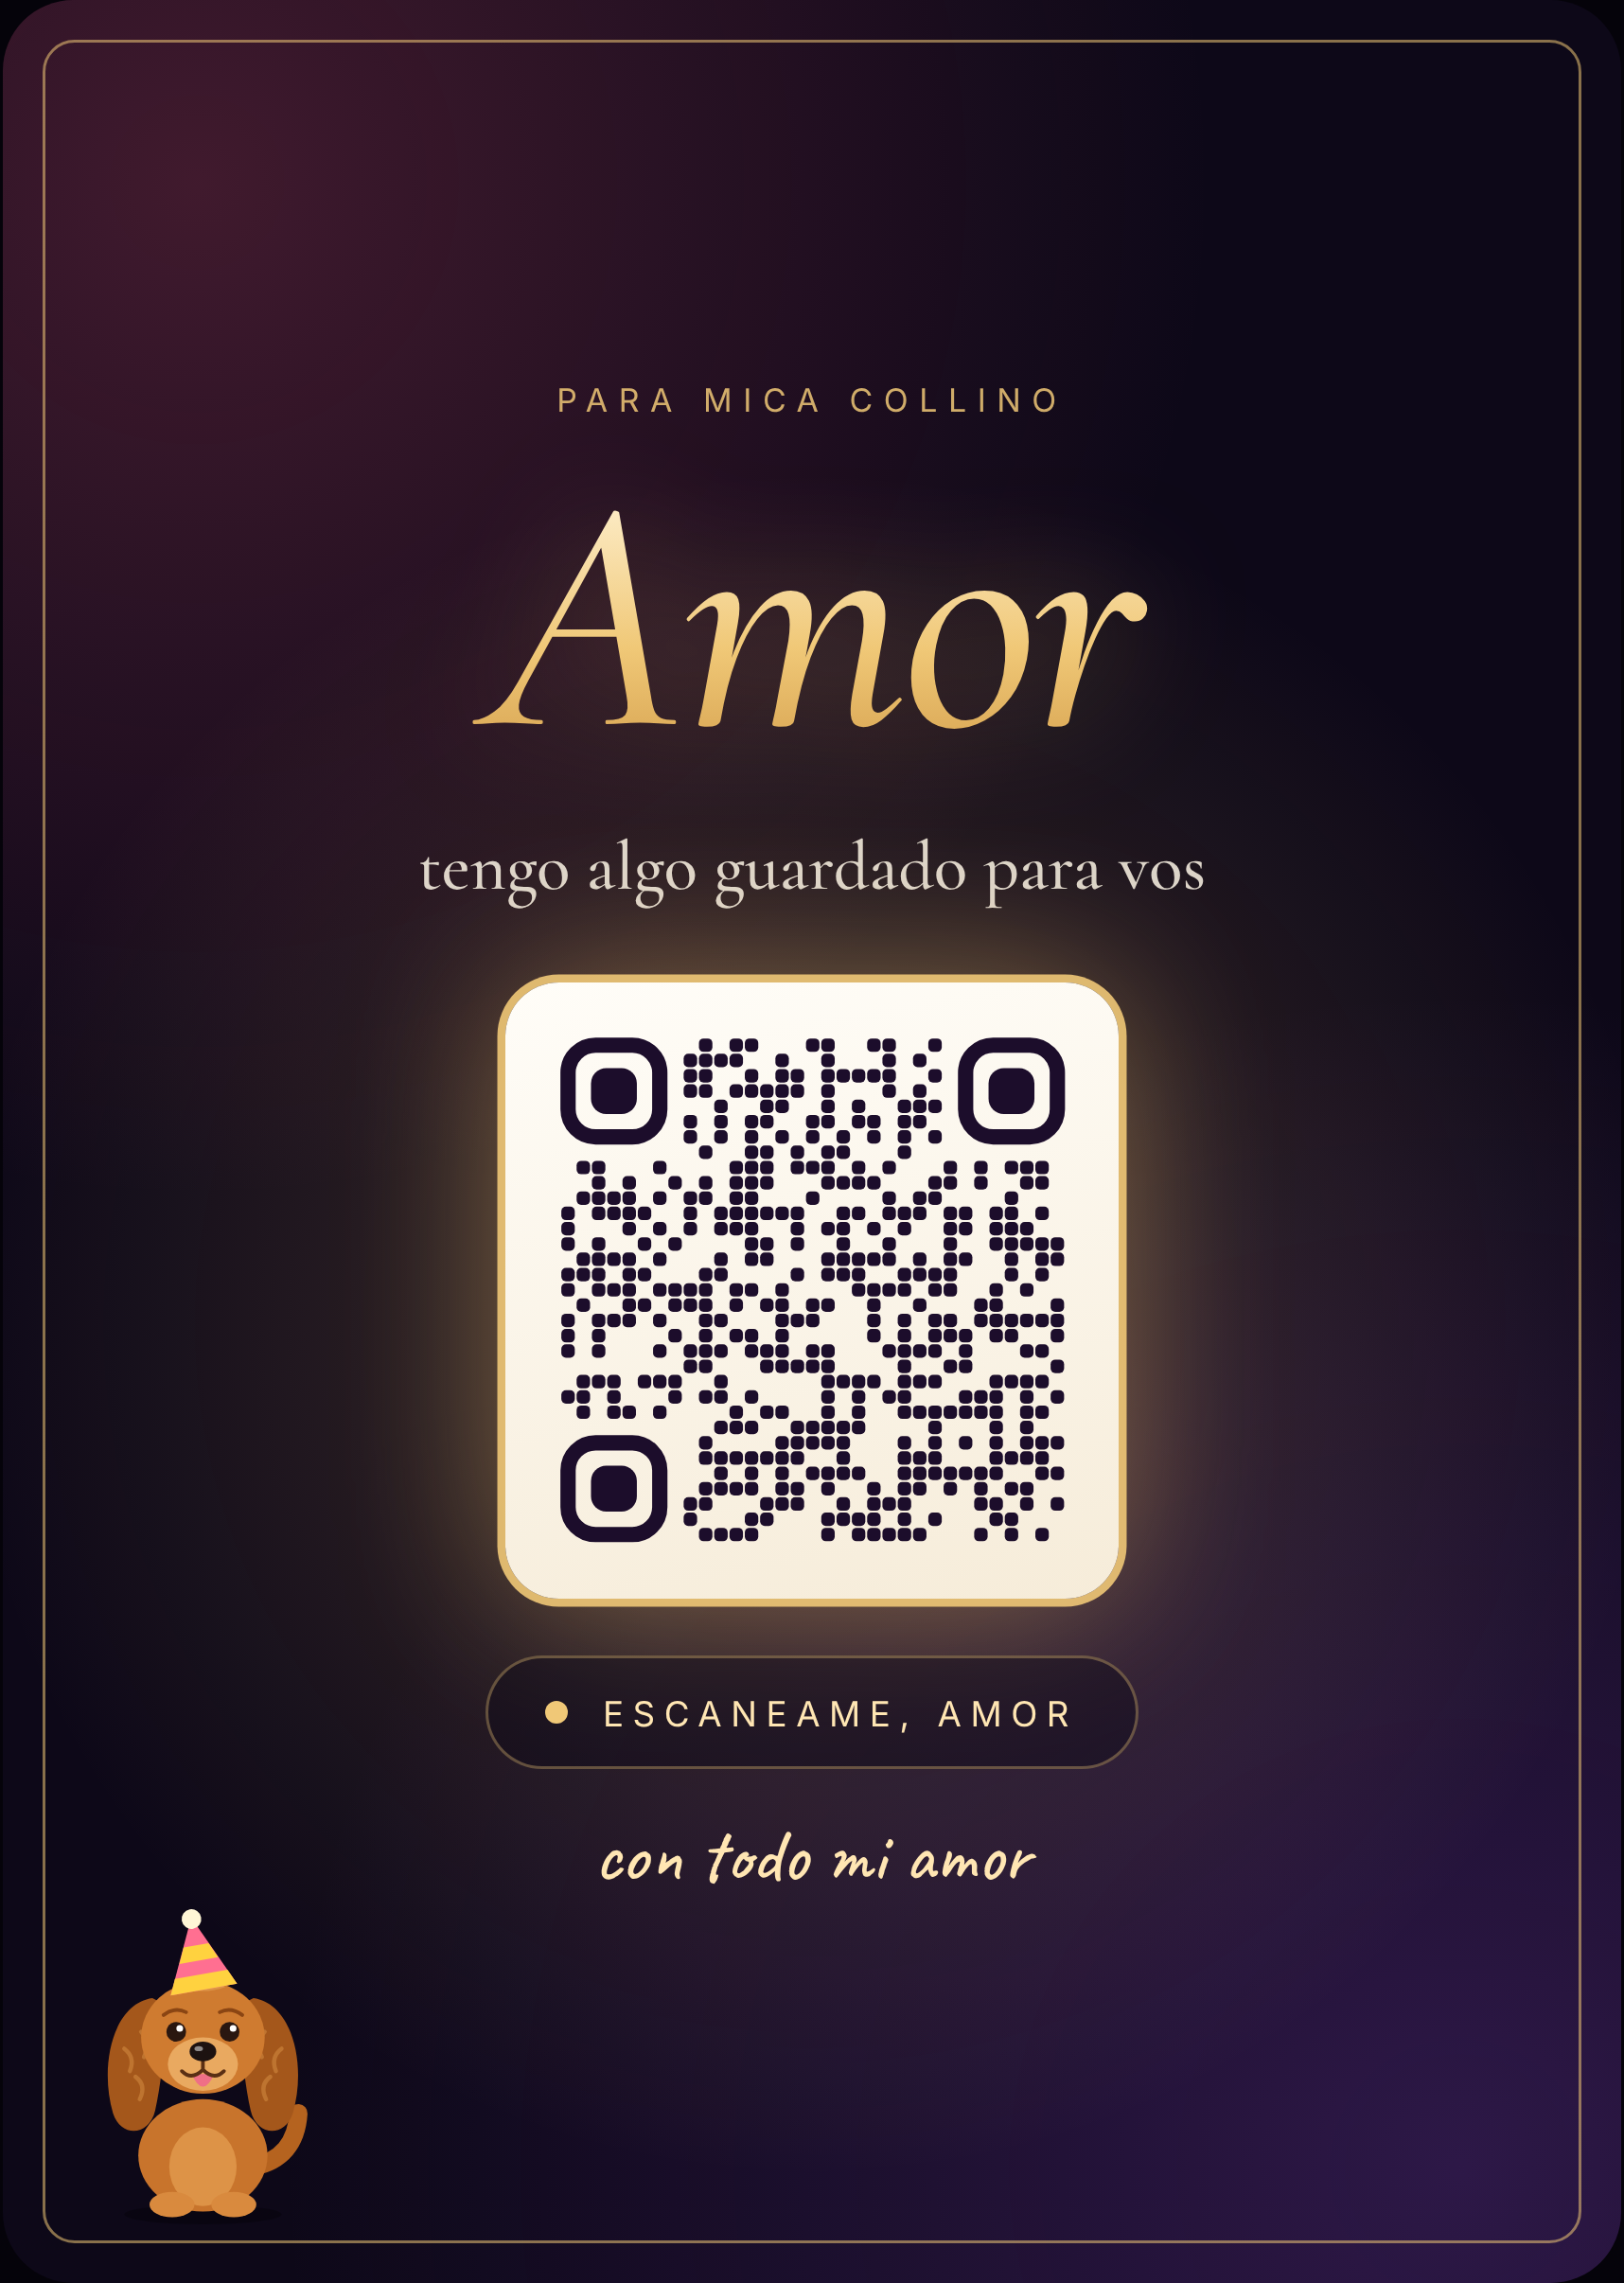 PARA MICA COLLINO
Amor
tengo algo guardado para vos
ESCANEAME, AMOR
con todo mi amor